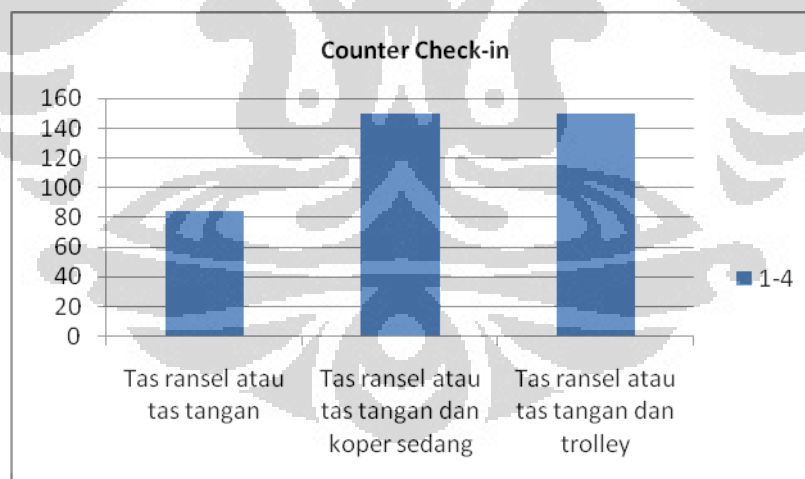 Counter Check-in
160
140
120
100
80
60
40
20
0
1-4
Tas ransel atau
tas tangan
Tas ransel atau
tas tangan dan
koper sedang
Tas ransel atau
tas tangan dan
trolley